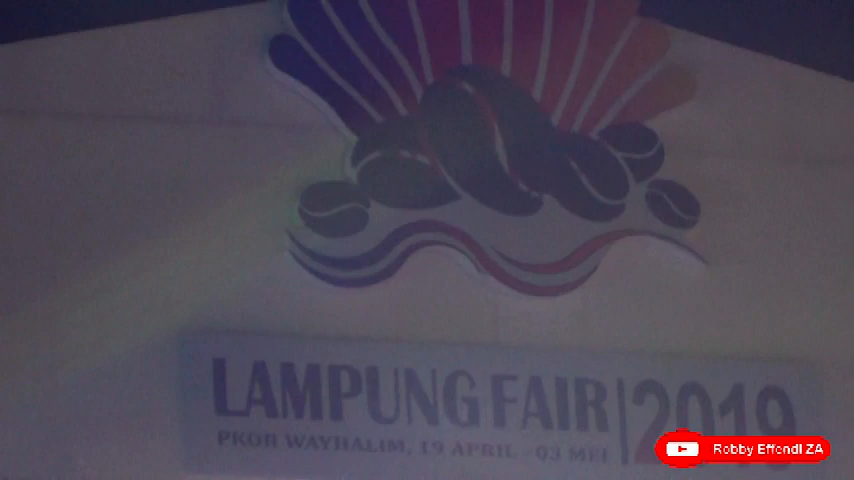 LAMPUNG FAIR | 2019
PKOR WAYHALIM, 19 APRIL - 03 MEI
Robby Effendi ZA